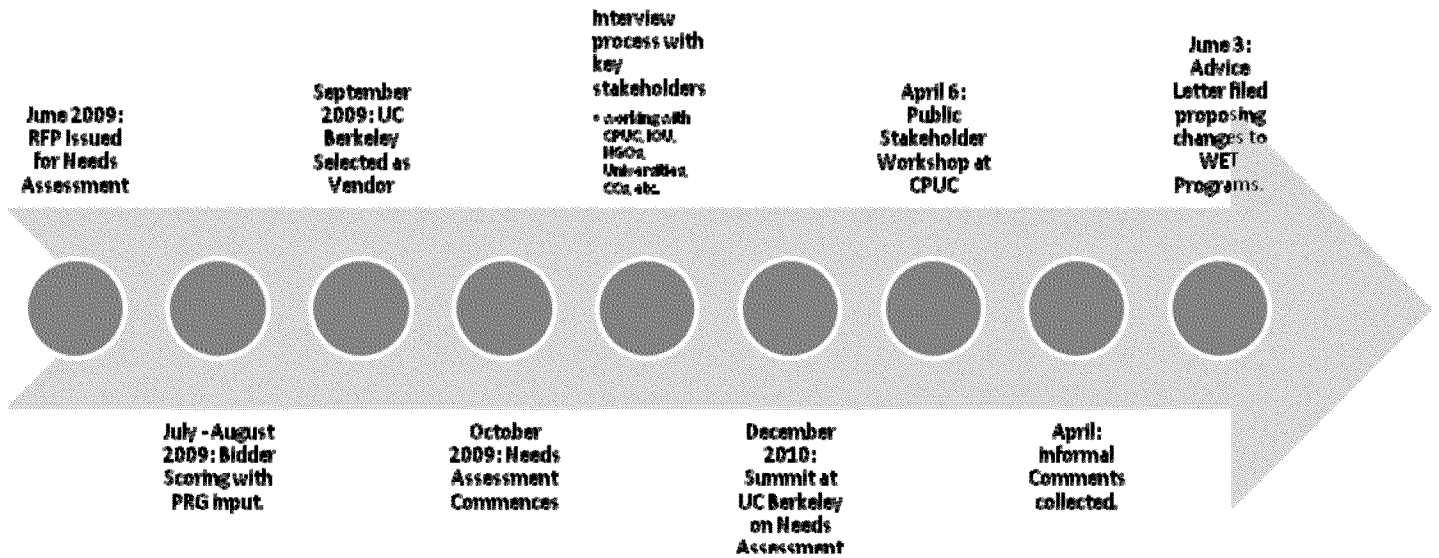 June 2009:
RFP Issued
for Needs
Assessment
July - August
2009: Bidder
Scoring with
PRG input.
September
2009: UC
Berkeley
Selected as
Vendor
October
2009: Needs
Assessment
Commences
Interview
process with
key
stakeholders
• working with
CPUC, IOU,
NGOs,
Universities,
CCs, etc.
December
2010:
Summit at
UC Berkeley
on Needs
Assessment
April 6:
Public
Stakeholder
Workshop at
CPUC
April:
Informal
Comments
collected.
June 3:
Advice
Letter filed
proposing
changes to
WET
Programs.